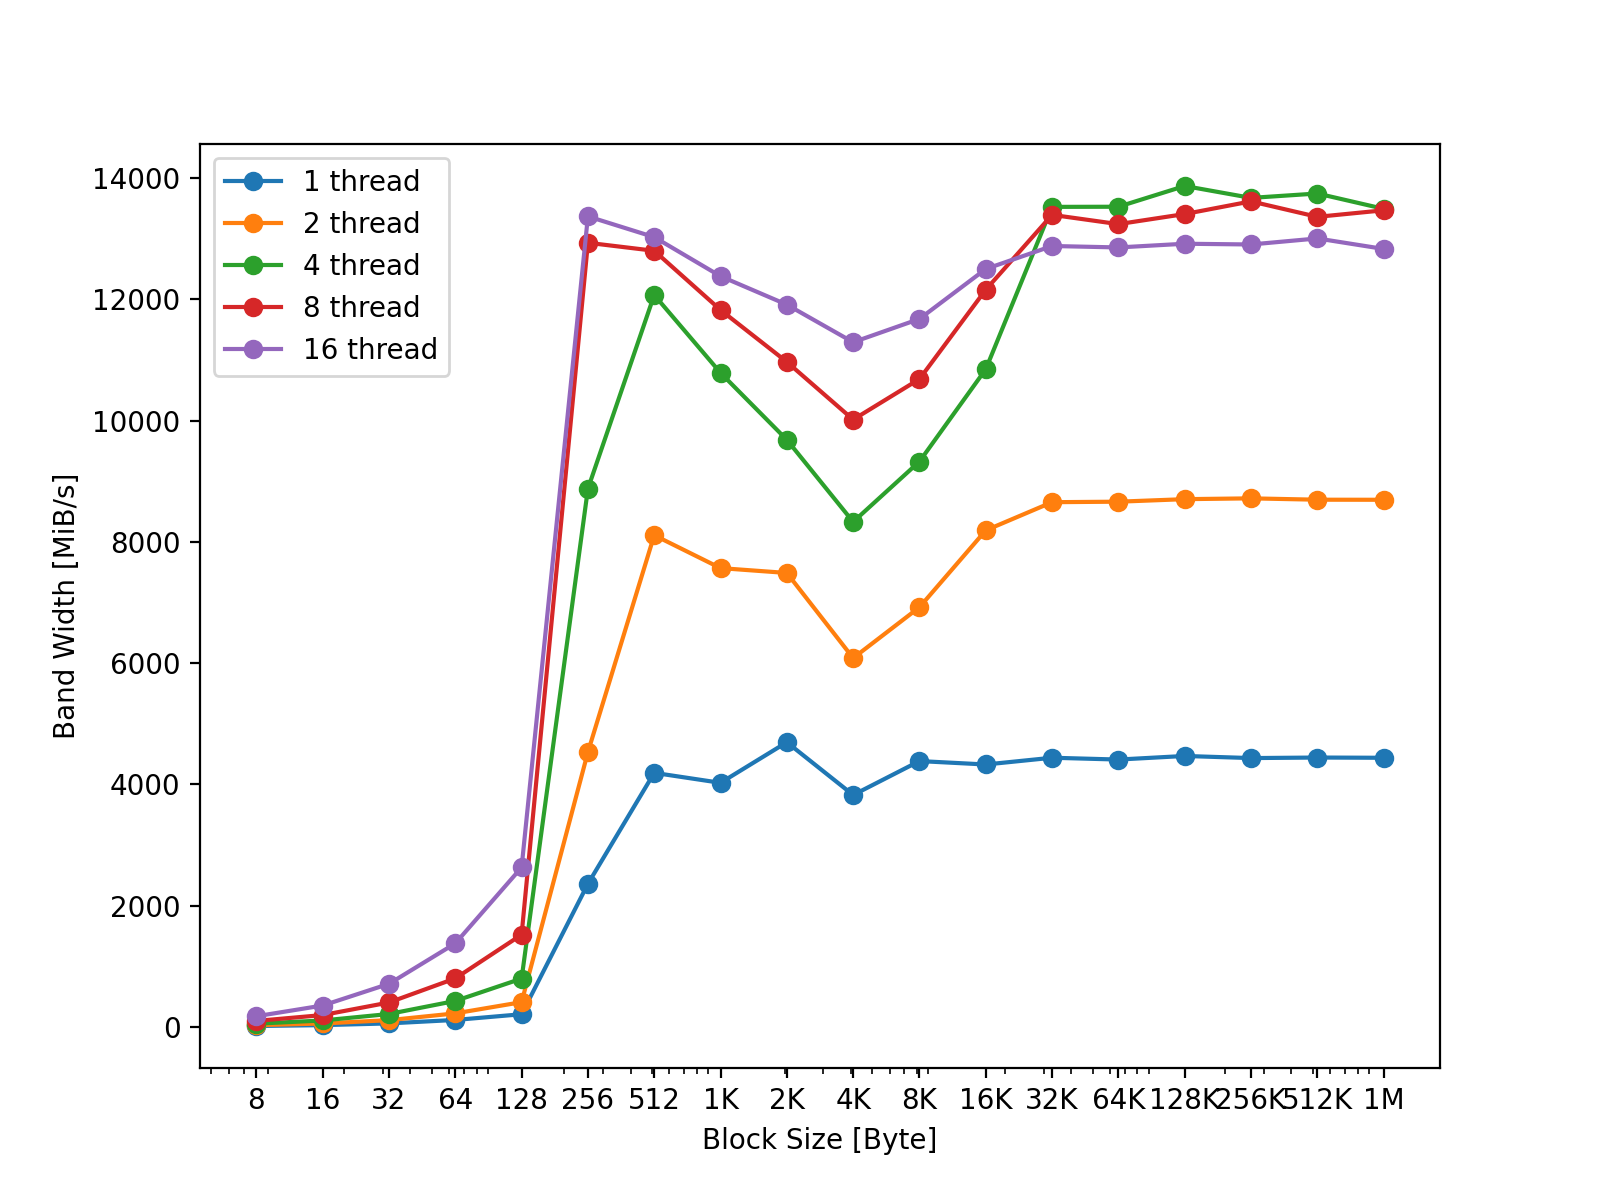 1 thread
2 thread
4 thread
8 thread
16 thread
14000
12000
10000
8000
6000
4000
2000
0
Band Width [MiB/s]
8 16 32 64 128 256 512 1K 2K 4K 8K 16K 32K 64K 128K 256K 512K 1M
Block Size [Byte]